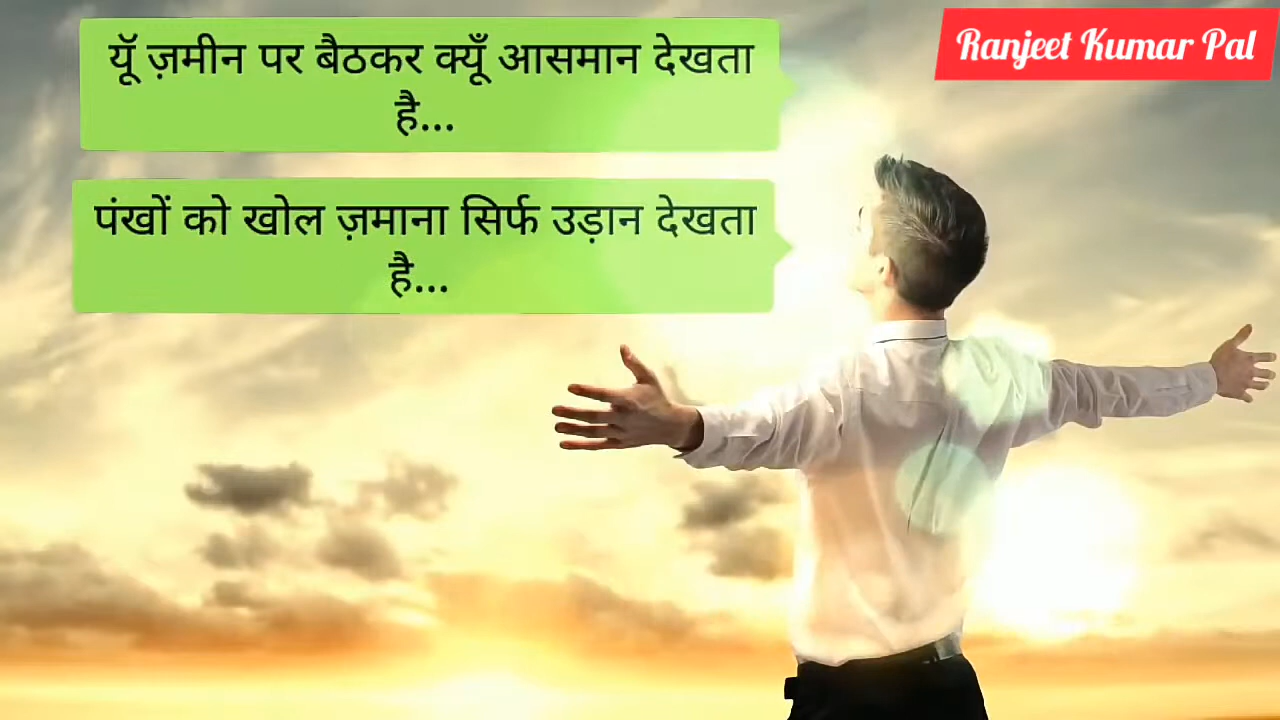 यूॅ ज़मीन पर बैठकर क्यूँ आसमान देखता
है...
पंखों को खोल ज़माना सिर्फ उड़ान देखता
है...
Ranjeet Kumar Pal